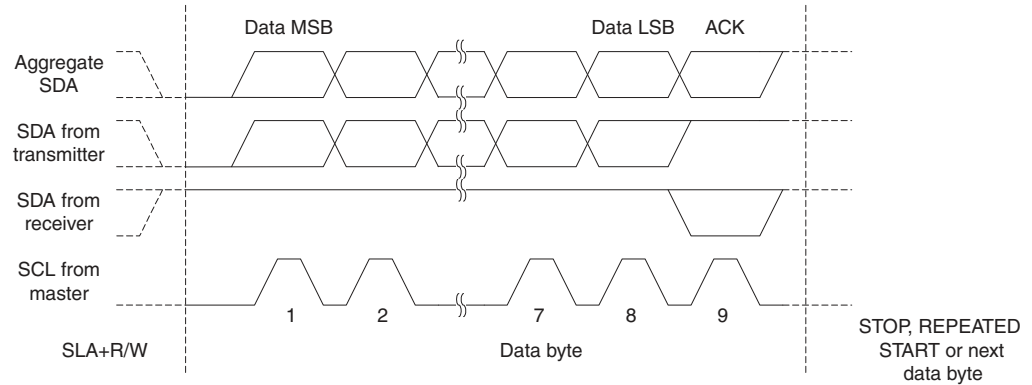 Data MSB
Data LSB
ACK
Aggregate
SDA
SDA from
transmitter
SDA from
receiver
SCL from
master
1
2
7
8
9
SLA+R/W
Data byte
STOP, REPEATED
START or next
data byte